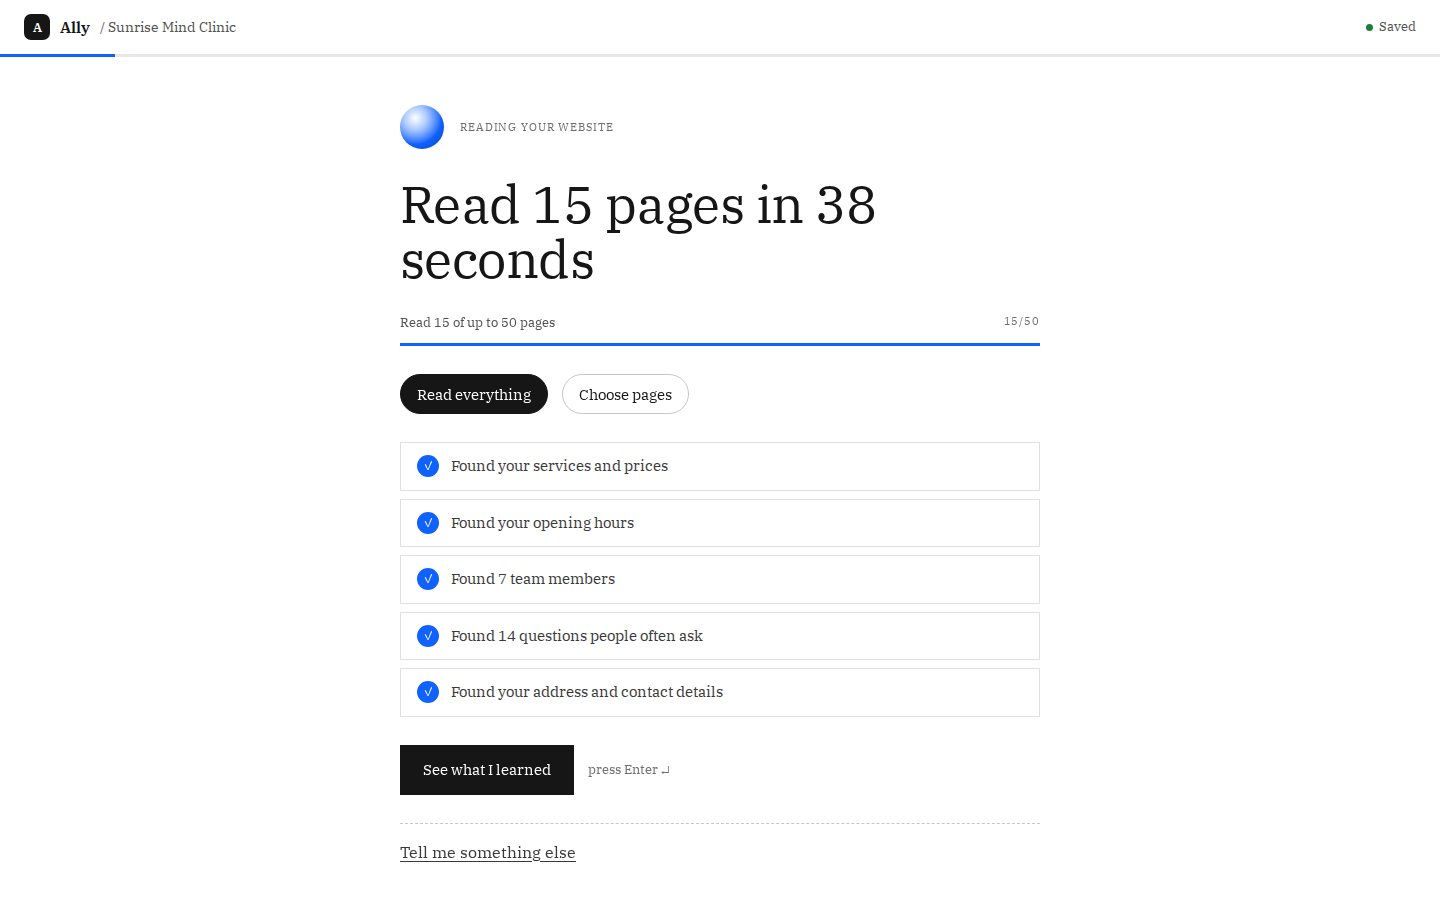 A Ally / Sunrise Mind Clinic
Saved
READING YOUR WEBSITE
Read 15 pages in 38
seconds
Read 15 of up to 50 pages
15/50
Read everything
Choose pages
✓ Found your services and prices
✓ Found your opening hours
✓ Found 7 team members
✓ Found 14 questions people often ask
✓ Found your address and contact details
See what I learned
press Enter ↵
Tell me something else